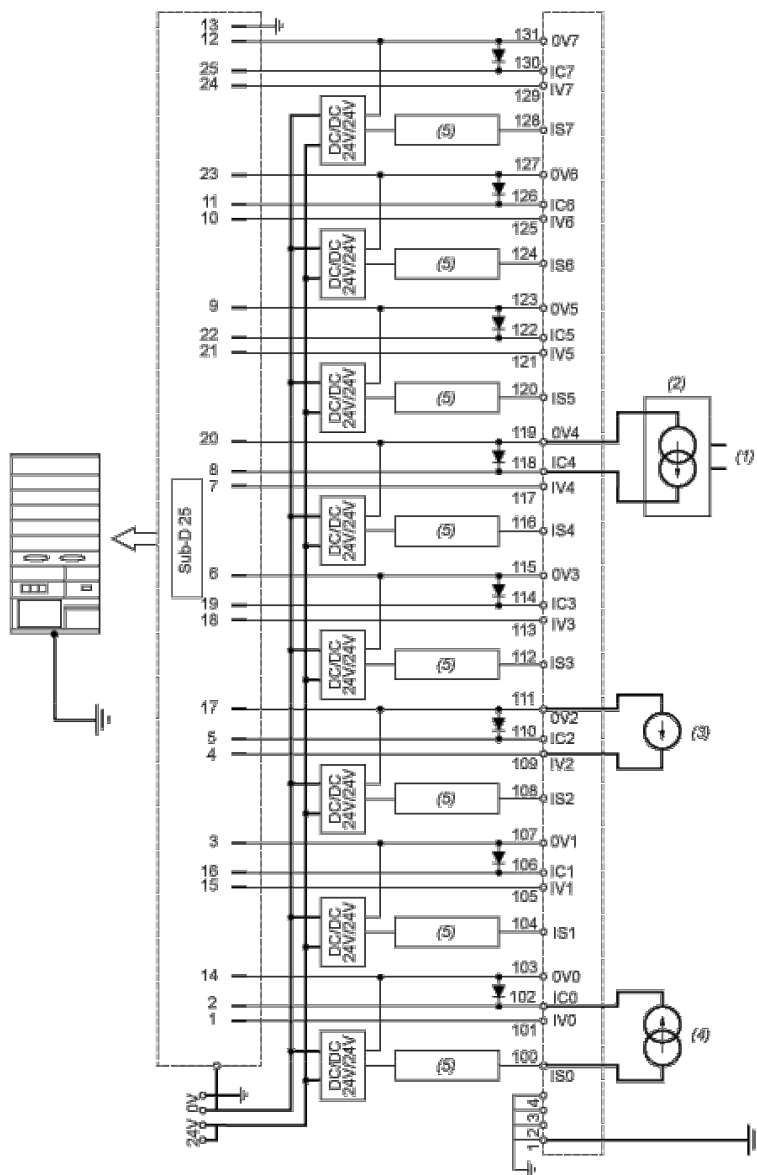 13
12 131 0V7
25 130 IC7
24 IV7
129
DC/DC
24V/24V
(5) 128 IS7
23 127 0V6
11 126 IC6
10 IV6
125
DC/DC
24V/24V
(5) 124 IS6
9 123 0V5
22 122 IC5
21 IV5
121
DC/DC
24V/24V
(5) 120 IS5
(2)
20 119 0V4
(1)
8 118 IC4
7 IV4
117
Sub-D 25
DC/DC
24V/24V
(5) 116 IS4
6 115 0V3
19 114 IC3
18 IV3
113
DC/DC
24V/24V
(5) 112 IS3
17 111
0V2
(3)
5 110 IC2
4 IV2
109
DC/DC
24V/24V
(5) 108 IS2
3 107 0V1
16 106 IC1
15 IV1
105
DC/DC
24V/24V
(5) 104 IS1
14 103 0V0
2 102 IC0
1 IV0
101
(4)
DC/DC
24V/24V
(5) 100
IS0
24V 0V
1 2 3 4